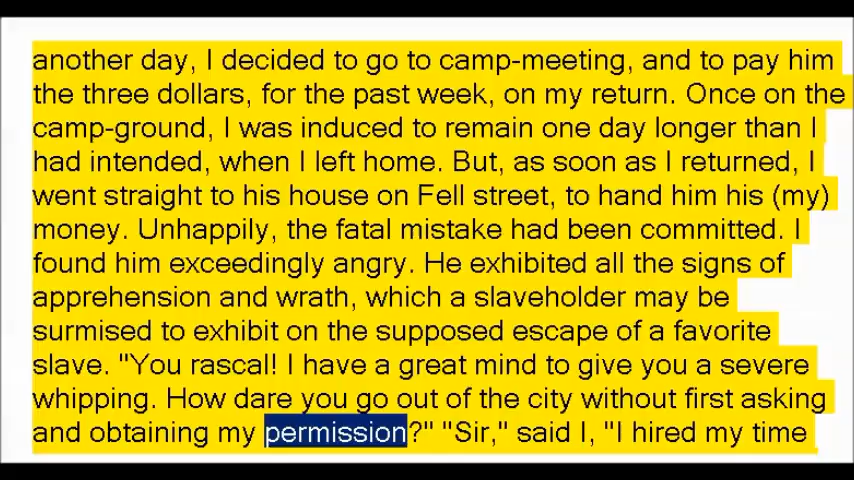 another day, I decided to go to camp-meeting, and to pay him
the three dollars, for the past week, on my return. Once on the
camp-ground, I was induced to remain one day longer than I
had intended, when I left home. But, as soon as I returned, I
went straight to his house on Fell street, to hand him his (my)
money. Unhappily, the fatal mistake had been committed. I
found him exceedingly angry. He exhibited all the signs of
apprehension and wrath, which a slaveholder may be
surmised to exhibit on the supposed escape of a favorite
slave. "You rascal! I have a great mind to give you a severe
whipping. How dare you go out of the city without first asking
and obtaining my permission?" "Sir," said I, "I hired my time